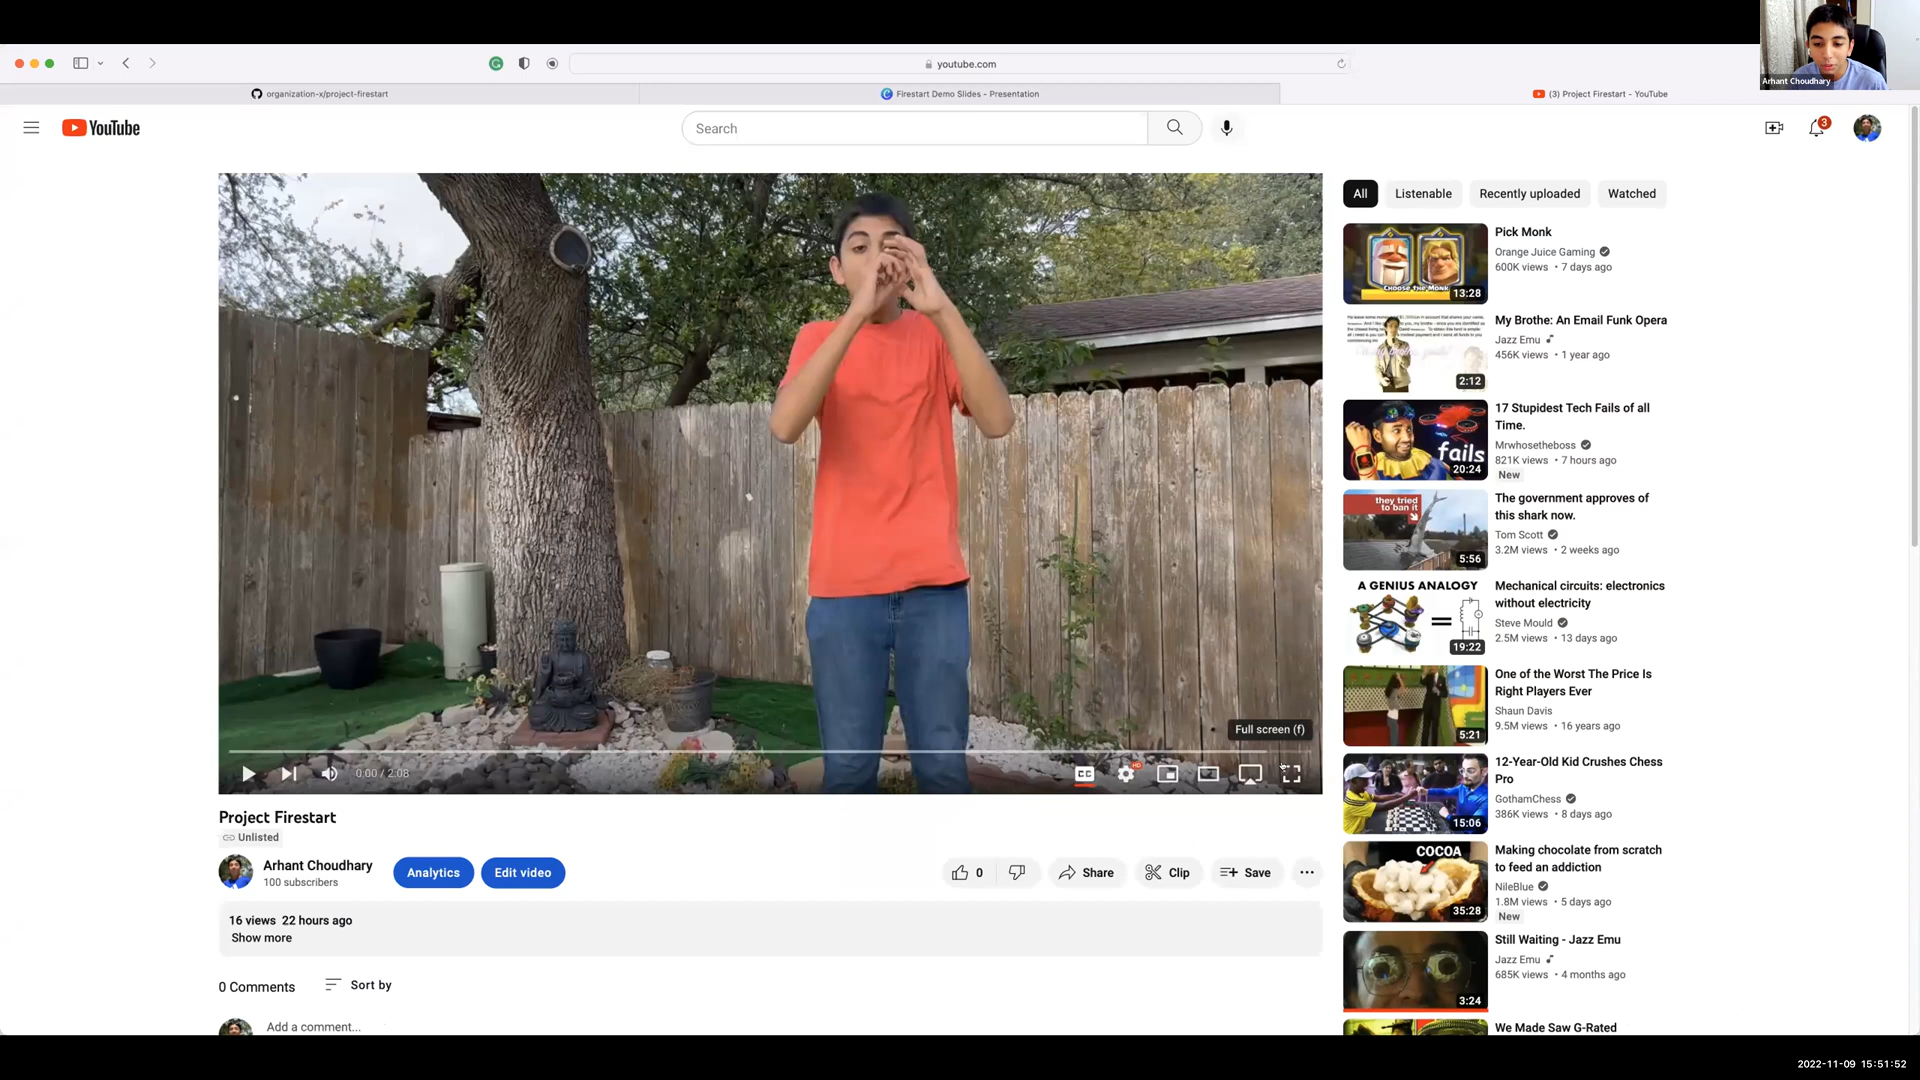 Arhant Choudhary
youtube.com
organization-x/project-firestart
Firestart Demo Slides - Presentation
(3) Project Firestart - YouTube
YouTube
Search
3
All
Listenable
Recently uploaded
Watched
CHOOSE THE MONK
13:28
Pick Monk
Orange Juice Gaming
600K views • 7 days ago
2:12
My Brothe: An Email Funk Opera
Jazz Emu
456K views • 1 year ago
fails
20:24
17 Stupidest Tech Fails of all
Time.
Mrwhosetheboss
821K views • 7 hours ago
New
they tried
to ban it
5:56
The government approves of
this shark now.
Tom Scott
3.2M views • 2 weeks ago
A GENIUS ANALOGY
=
19:22
Mechanical circuits: electronics
without electricity
Steve Mould
2.5M views • 13 days ago
5:21
One of the Worst The Price Is
Right Players Ever
Shaun Davis
9.5M views • 16 years ago
15:06
12-Year-Old Kid Crushes Chess
Pro
GothamChess
386K views • 8 days ago
COCOA
35:28
Making chocolate from scratch
to feed an addiction
NileBlue
1.8M views • 5 days ago
New
3:24
Still Waiting - Jazz Emu
Jazz Emu
685K views • 4 months ago
We Made Saw G-Rated
Full screen (f)
0:00 / 2:08
CC
HD
Project Firestart
Unlisted
Arhant Choudhary
100 subscribers
Analytics
Edit video
0
Share
Clip
Save
16 views 22 hours ago
Show more
0 Comments
Sort by
Add a comment...
2022-11-09 15:51:52